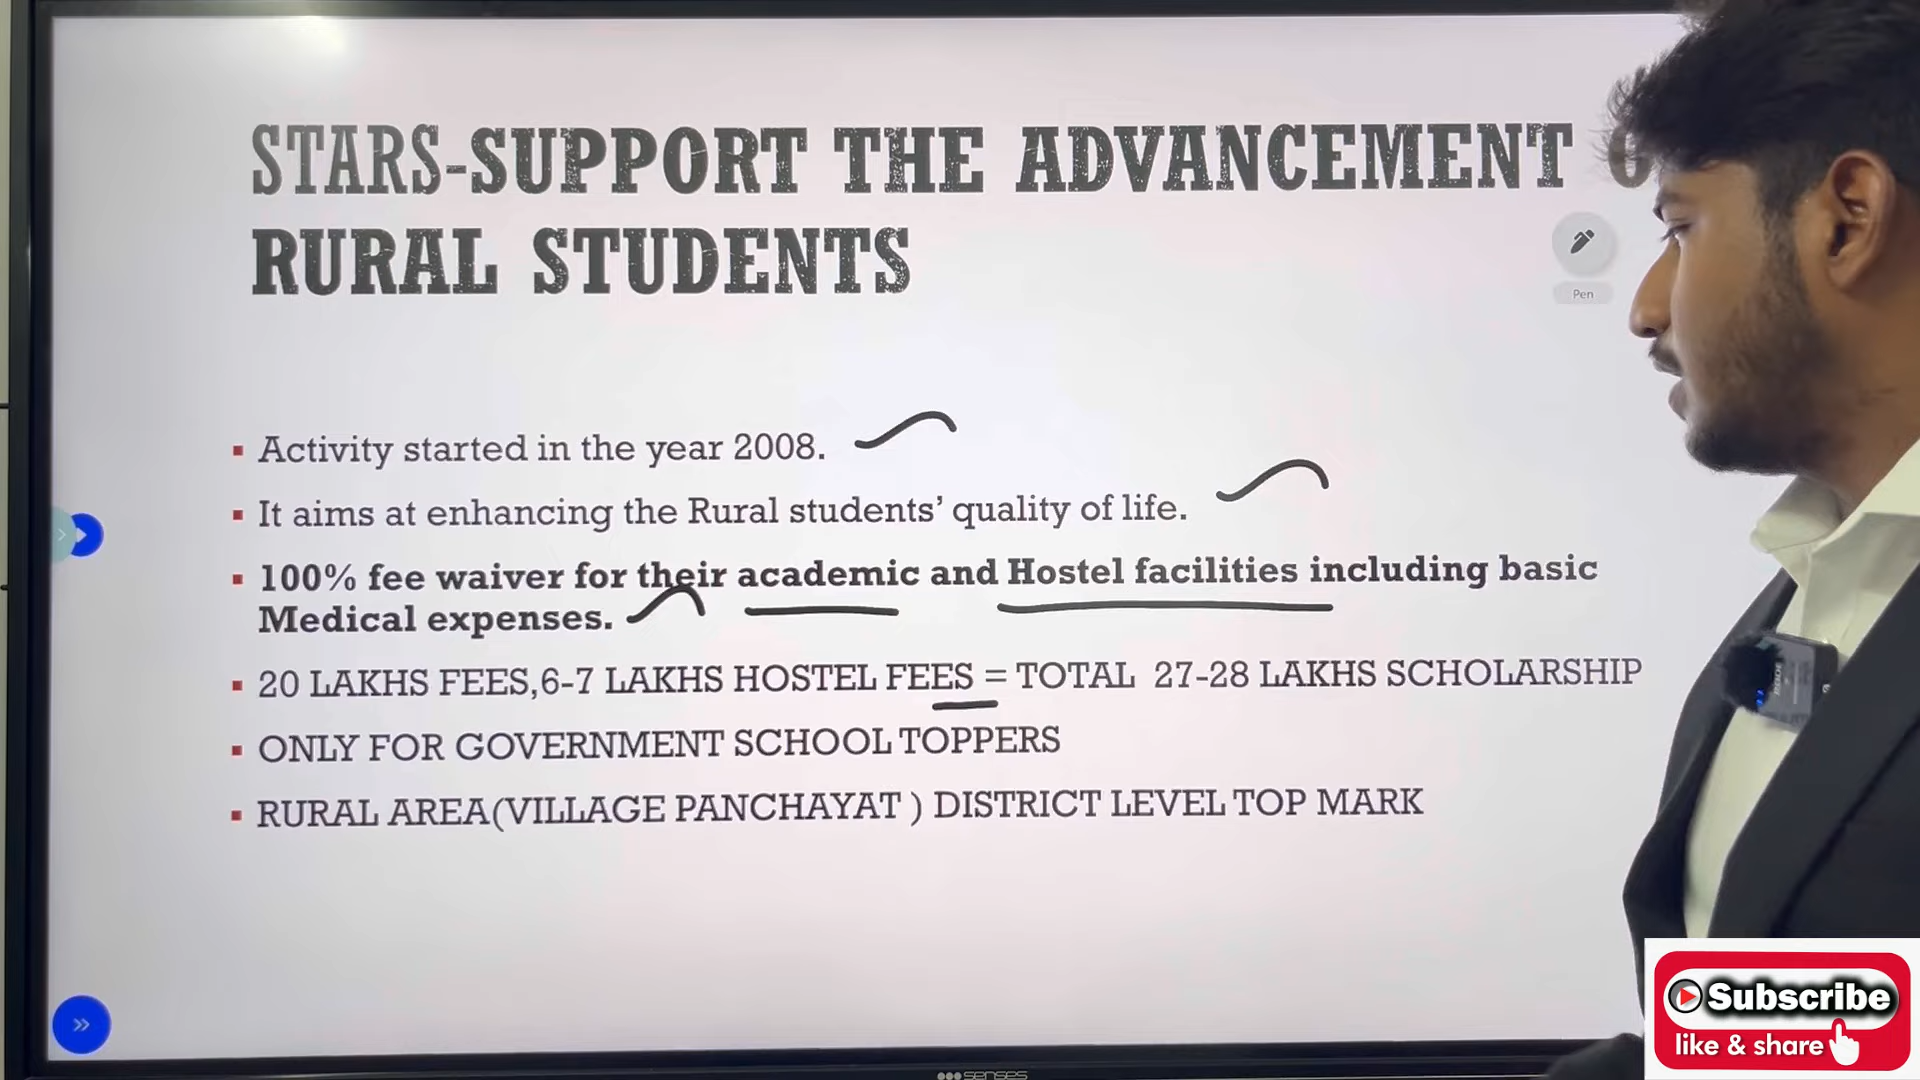 STARS-SUPPORT THE ADVANCEMENT
RURAL STUDENTS
Pen
▪ Activity started in the year 2008.
▪ It aims at enhancing the Rural students’ quality of life.
▪ 100% fee waiver for their academic and Hostel facilities including basic
Medical expenses.
▪ 20 LAKHS FEES,6-7 LAKHS HOSTEL FEES = TOTAL 27-28 LAKHS SCHOLARSHIP
▪ ONLY FOR GOVERNMENT SCHOOL TOPPERS
▪ RURAL AREA(VILLAGE PANCHAYAT ) DISTRICT LEVEL TOP MARK
Subscribe
like & share
senses